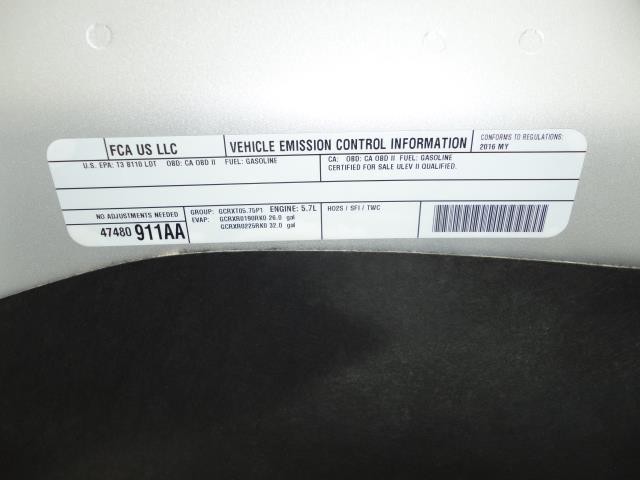 FCA US LLC
VEHICLE EMISSION CONTROL INFORMATION
CONFORMS TO REGULATIONS:
2016 MY
U.S. EPA: T3 B110 LDT OBD: CA OBD II FUEL: GASOLINE
CA: OBD: CA OBD II FUEL: GASOLINE
CERTIFIED FOR SALE ULEV II QUALIFIED.
NO ADJUSTMENTS NEEDED
47480 911AA
GROUP: GCRXT05.75P1 ENGINE: 5.7L
EVAP: GCRXR0190RK0 26.0 gal
GCRXR0225RK0 32.0 gal
HO2S / SFI / TWC